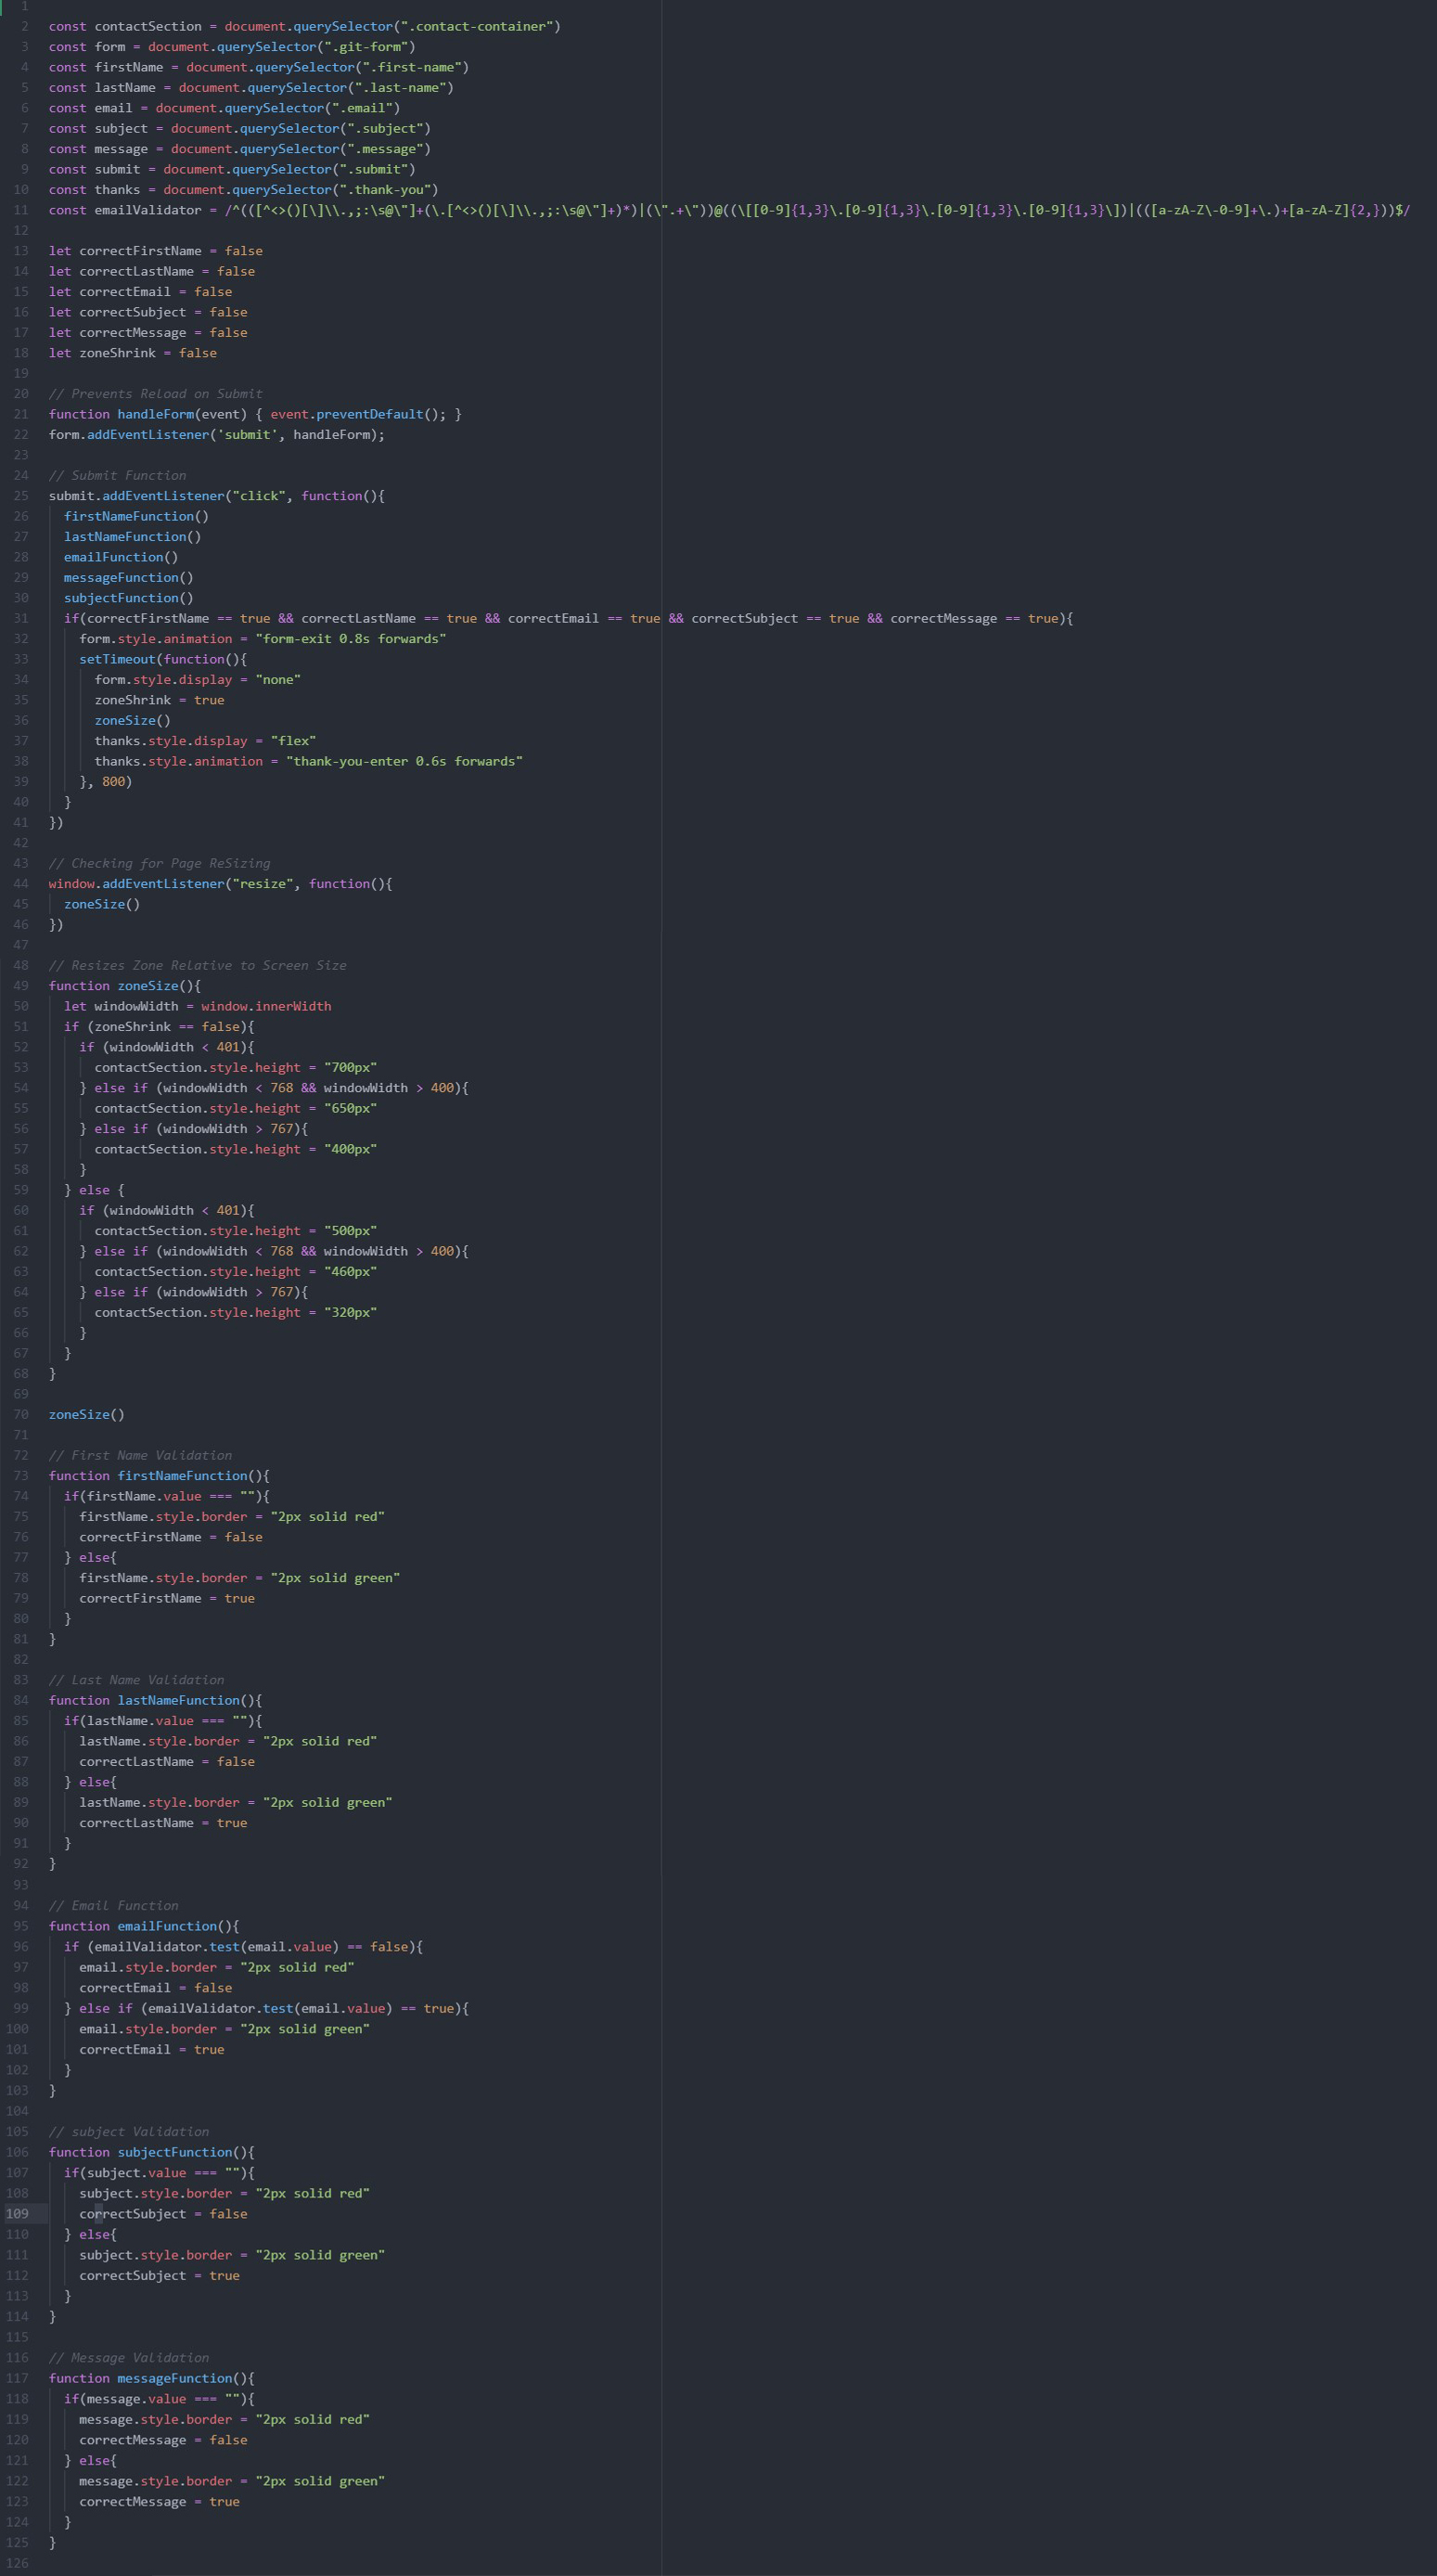 1
2 const contactSection = document.querySelector(".contact-container")
3 const form = document.querySelector(".git-form")
4 const firstName = document.querySelector(".first-name")
5 const lastName = document.querySelector(".last-name")
6 const email = document.querySelector(".email")
7 const subject = document.querySelector(".subject")
8 const message = document.querySelector(".message")
9 const submit = document.querySelector(".submit")
10 const thanks = document.querySelector(".thank-you")
11 const emailValidator = /^(([^<>()[\]\\.,;:\s@\"]+(\.[^<>()[\]\\.,;:\s@\"]+)*)|(\".+\"))@((\[[0-9]{1,3}\.[0-9]{1,3}\.[0-9]{1,3}\.[0-9]{1,3}\])|(([a-zA-Z\-0-9]+\.)+[a-zA-Z]{2,}))$/
12
13 let correctFirstName = false
14 let correctLastName = false
15 let correctEmail = false
16 let correctSubject = false
17 let correctMessage = false
18 let zoneShrink = false
19
20 // Prevents Reload on Submit
21 function handleForm(event) { event.preventDefault(); }
22 form.addEventListener('submit', handleForm);
23
24 // Submit Function
25 submit.addEventListener("click", function(){
26 firstNameFunction()
27 lastNameFunction()
28 emailFunction()
29 messageFunction()
30 subjectFunction()
31 if(correctFirstName == true && correctLastName == true && correctEmail == true && correctSubject == true && correctMessage == true){
32 form.style.animation = "form-exit 0.8s forwards"
33 setTimeout(function(){
34 form.style.display = "none"
35 zoneShrink = true
36 zoneSize()
37 thanks.style.display = "flex"
38 thanks.style.animation = "thank-you-enter 0.6s forwards"
39 }, 800)
40 }
41 })
42
43 // Checking for Page ReSizing
44 window.addEventListener("resize", function(){
45 zoneSize()
46 })
47
48 // Resizes Zone Relative to Screen Size
49 function zoneSize(){
50 let windowWidth = window.innerWidth
51 if (zoneShrink == false){
52 if (windowWidth < 401){
53 contactSection.style.height = "700px"
54 } else if (windowWidth < 768 && windowWidth > 400){
55 contactSection.style.height = "650px"
56 } else if (windowWidth > 767){
57 contactSection.style.height = "400px"
58 }
59 } else {
60 if (windowWidth < 401){
61 contactSection.style.height = "500px"
62 } else if (windowWidth < 768 && windowWidth > 400){
63 contactSection.style.height = "460px"
64 } else if (windowWidth > 767){
65 contactSection.style.height = "320px"
66 }
67 }
68 }
69
70 zoneSize()
71
72 // First Name Validation
73 function firstNameFunction(){
74 if(firstName.value === ""){
75 firstName.style.border = "2px solid red"
76 correctFirstName = false
77 } else{
78 firstName.style.border = "2px solid green"
79 correctFirstName = true
80 }
81 }
82
83 // Last Name Validation
84 function lastNameFunction(){
85 if(lastName.value === ""){
86 lastName.style.border = "2px solid red"
87 correctLastName = false
88 } else{
89 lastName.style.border = "2px solid green"
90 correctLastName = true
91 }
92 }
93
94 // Email Function
95 function emailFunction(){
96 if (emailValidator.test(email.value) == false){
97 email.style.border = "2px solid red"
98 correctEmail = false
99 } else if (emailValidator.test(email.value) == true){
100 email.style.border = "2px solid green"
101 correctEmail = true
102 }
103 }
104
105 // subject Validation
106 function subjectFunction(){
107 if(subject.value === ""){
108 subject.style.border = "2px solid red"
109 correctSubject = false
110 } else{
111 subject.style.border = "2px solid green"
112 correctSubject = true
113 }
114 }
115
116 // Message Validation
117 function messageFunction(){
118 if(message.value === ""){
119 message.style.border = "2px solid red"
120 correctMessage = false
121 } else{
122 message.style.border = "2px solid green"
123 correctMessage = true
124 }
125 }
126